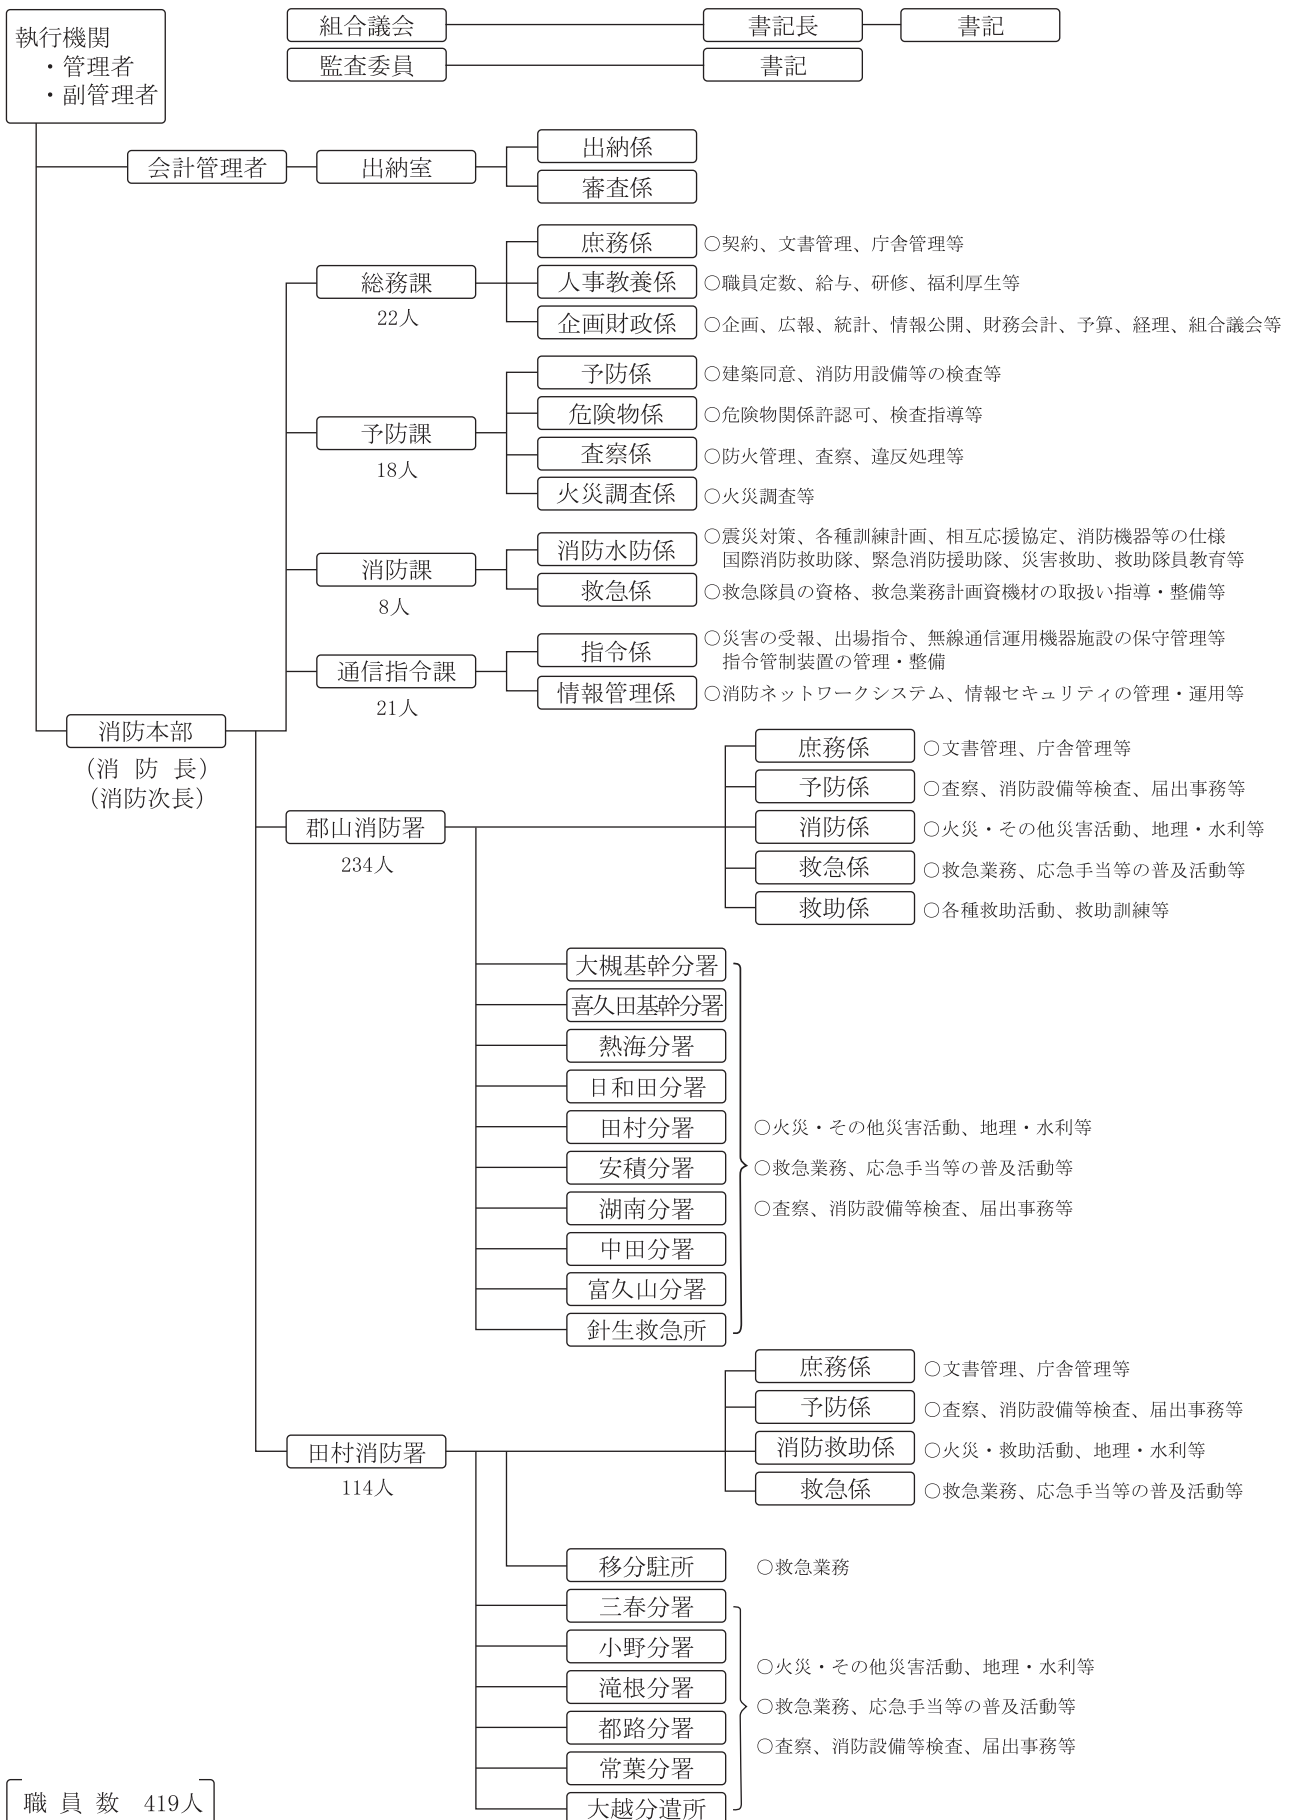 執行機関
・管理者
・副管理者
組合議会 書記長 書記
監査委員 書記
会計管理者 出納室
出納係
審査係
総務課
22人
庶務係 ○契約、文書管理、庁舎管理等
人事教養係 ○職員定数、給与、研修、福利厚生等
企画財政係 ○企画、広報、統計、情報公開、財務会計、予算、経理、組合議会等
予防課
18人
予防係 ○建築同意、消防用設備等の検査等
危険物係 ○危険物関係許認可、検査指導等
査察係 ○防火管理、査察、違反処理等
火災調査係 ○火災調査等
消防課
8人
消防水防係 ○震災対策、各種訓練計画、相互応援協定、消防機器等の仕様
国際消防救助隊、緊急消防援助隊、災害救助、救助隊員教育等
救急係 ○救急隊員の資格、救急業務計画資機材の取扱い指導・整備等
通信指令課
21人
指令係 ○災害の受報、出場指令、無線通信運用機器施設の保守管理等
指令管制装置の管理・整備
情報管理係 ○消防ネットワークシステム、情報セキュリティの管理・運用等
消防本部
（消 防 長）
（消防次長）
郡山消防署
234人
庶務係 ○文書管理、庁舎管理等
予防係 ○査察、消防設備等検査、届出事務等
消防係 ○火災・その他災害活動、地理・水利等
救急係 ○救急業務、応急手当等の普及活動等
救助係 ○各種救助活動、救助訓練等
大槻基幹分署
喜久田基幹分署
熱海分署
日和田分署
田村分署
安積分署
湖南分署
中田分署
富久山分署
針生救急所
○火災・その他災害活動、地理・水利等
○救急業務、応急手当等の普及活動等
○査察、消防設備等検査、届出事務等
田村消防署
114人
庶務係 ○文書管理、庁舎管理等
予防係 ○査察、消防設備等検査、届出事務等
消防救助係 ○火災・救助活動、地理・水利等
救急係 ○救急業務、応急手当等の普及活動等
移分駐所 ○救急業務
三春分署
小野分署
滝根分署
都路分署
常葉分署
大越分遣所
○火災・その他災害活動、地理・水利等
○救急業務、応急手当等の普及活動等
○査察、消防設備等検査、届出事務等
職 員 数 419人